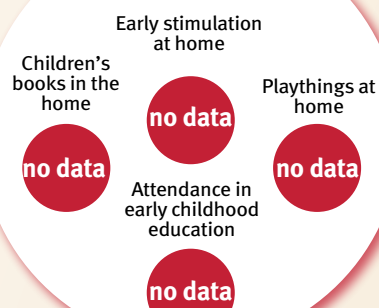 Early stimulation
at home
Children's
books in the
home
Playthings at
home
no data
no data
no data
Attendance in
early childhood
education
no data